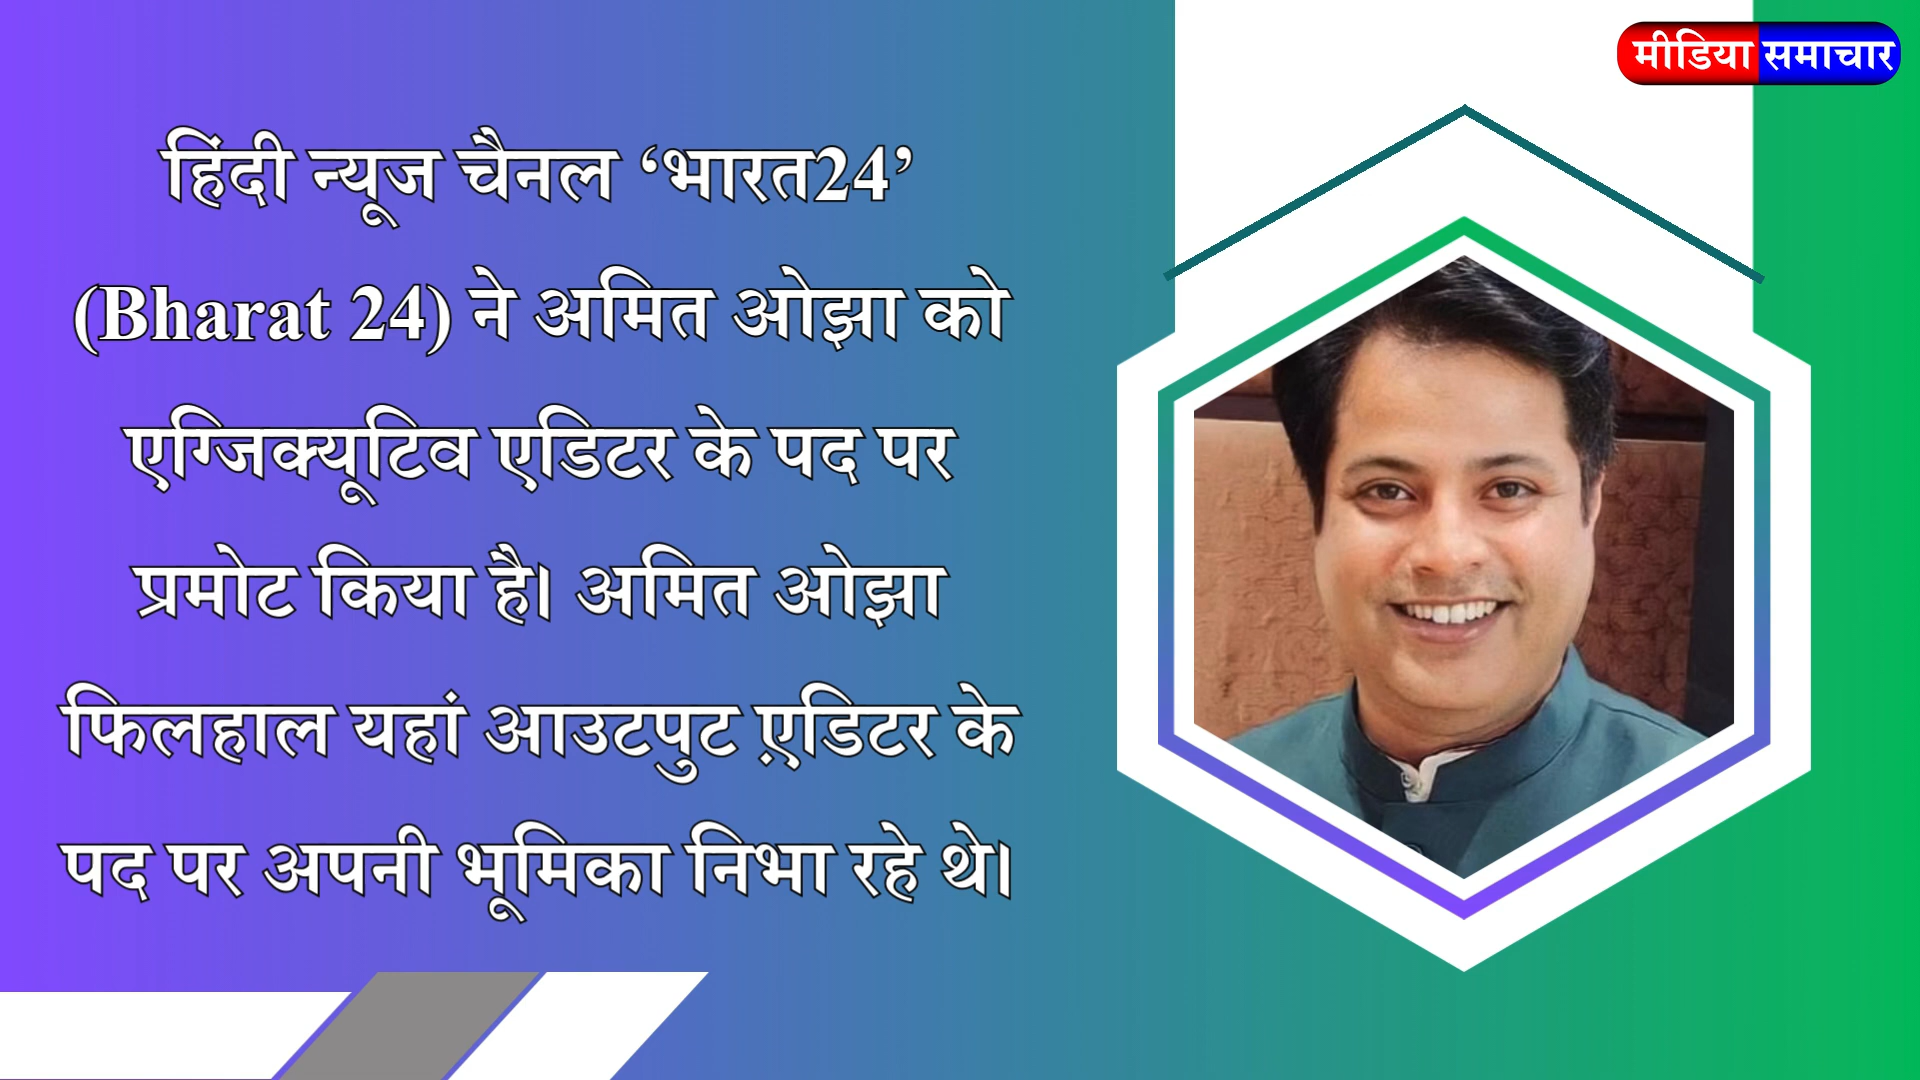 मीडिया समाचार
हिंदी न्यूज चैनल ‘भारत24’
(Bharat 24) ने अमित ओझा को
एग्जिक्यूटिव एडिटर के पद पर
प्रमोट किया है। अमित ओझा
फिलहाल यहां आउटपुट ए़डिटर के
पद पर अपनी भूमिका निभा रहे थे।